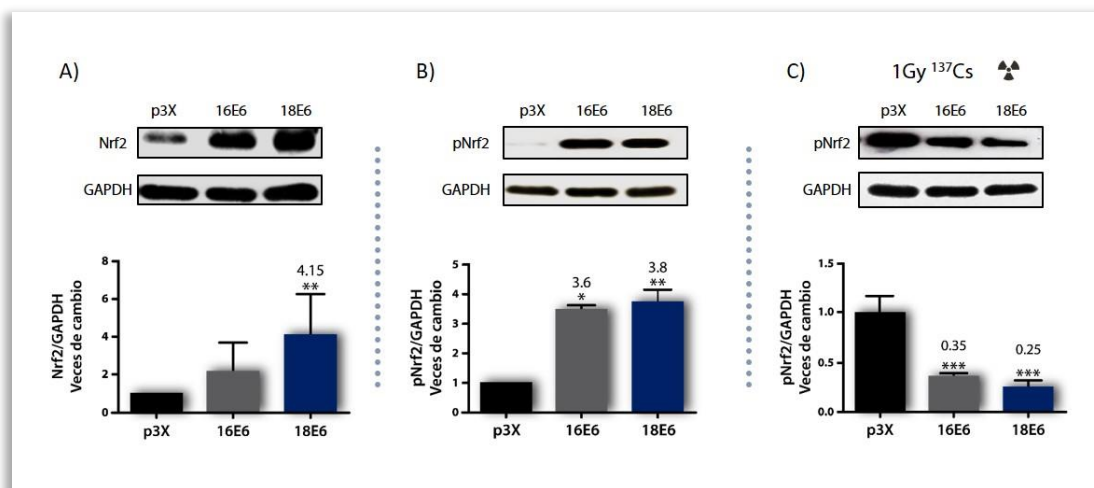 A)
p3X 16E6 18E6
Nrf2
GAPDH
Nrf2/GAPDH
Veces de cambio
8
6
4
2
0
4.15
**
p3X 16E6 18E6
B)
p3X 16E6 18E6
pNrf2
GAPDH
pNrf2/GAPDH
Veces de cambio
5
4
3
2
1
0
3.6
*
3.8
**
p3X 16E6 18E6
C) 1Gy ¹³⁷Cs
p3X 16E6 18E6
pNrf2
GAPDH
pNrf2/GAPDH
Veces de cambio
1.5
1.0
0.5
0.0
0.35
***
0.25
***
p3X 16E6 18E6